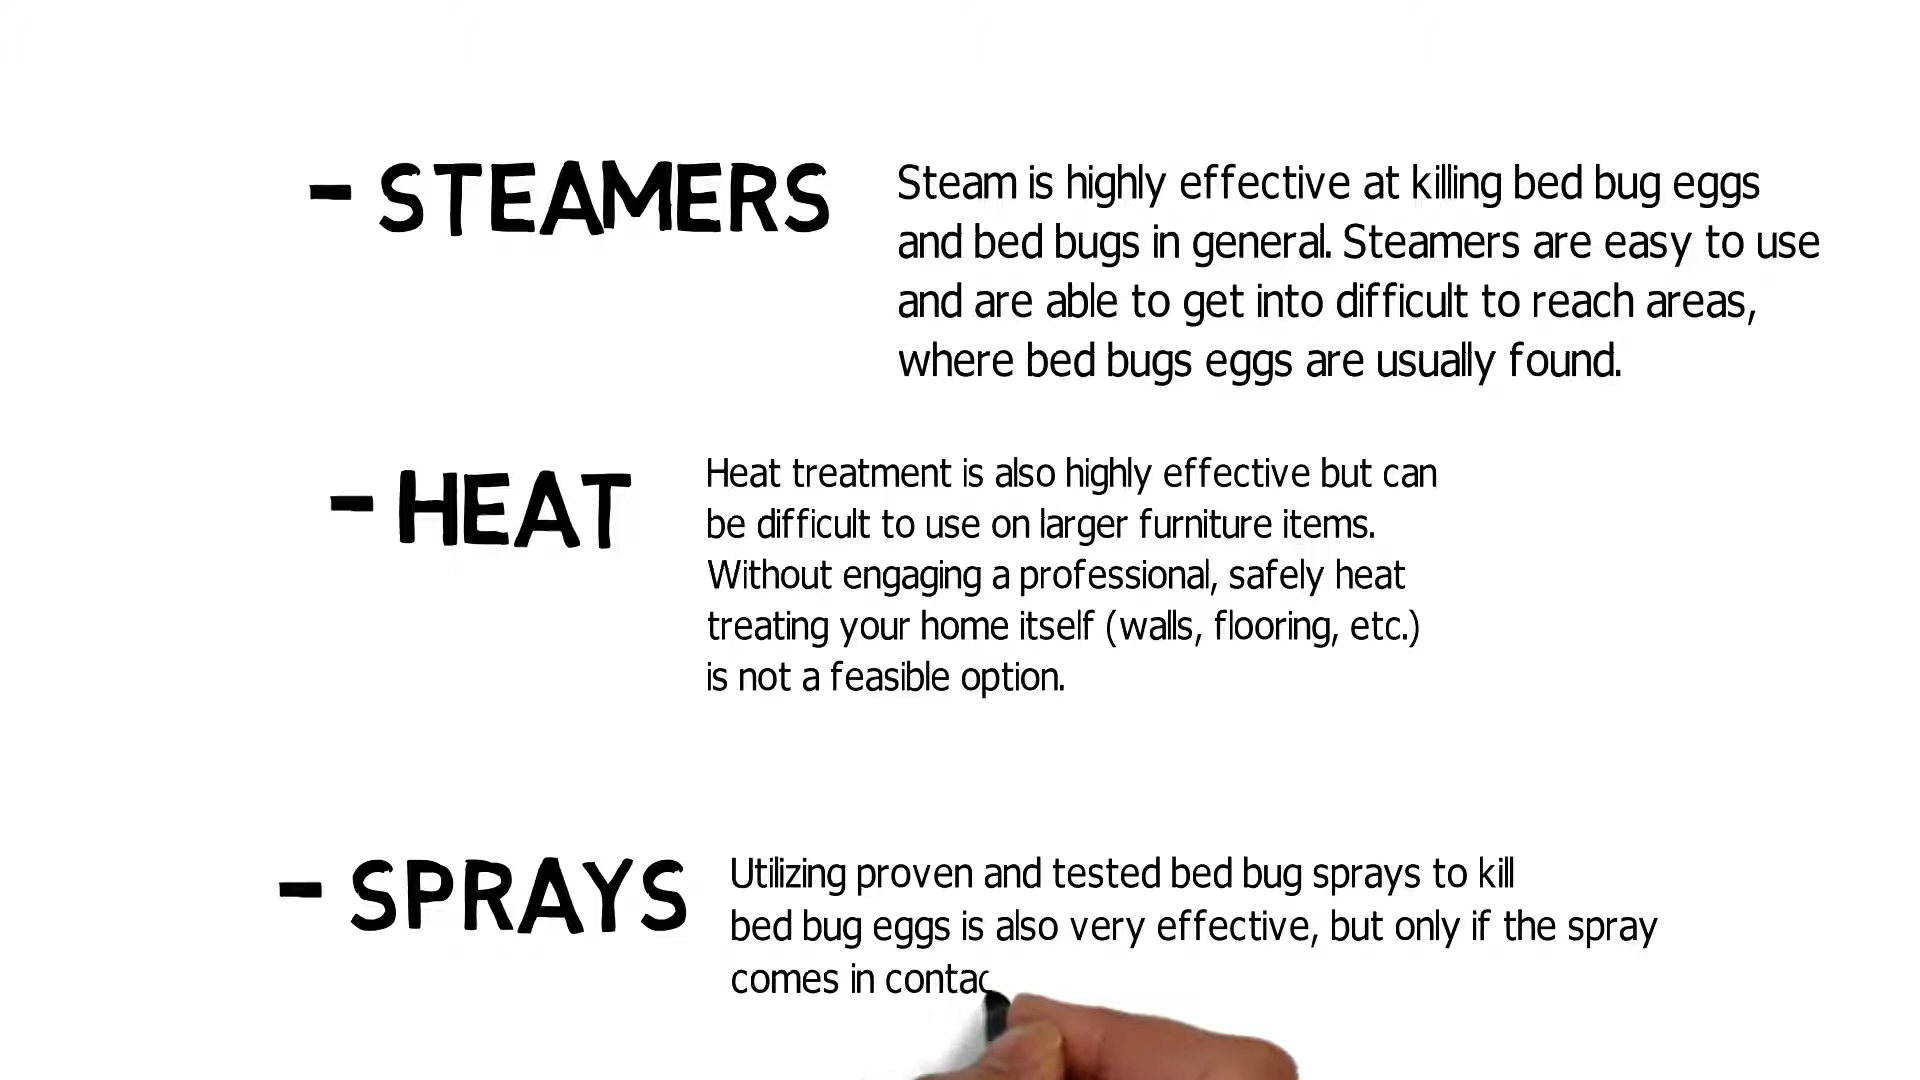 - STEAMERS
Steam is highly effective at killing bed bug eggs
and bed bugs in general. Steamers are easy to use
and are able to get into difficult to reach areas,
where bed bugs eggs are usually found.
- HEAT
Heat treatment is also highly effective but can
be difficult to use on larger furniture items.
Without engaging a professional, safely heat
treating your home itself (walls, flooring, etc.)
is not a feasible option.
- SPRAYS
Utilizing proven and tested bed bug sprays to kill
bed bug eggs is also very effective, but only if the spray
comes in contac